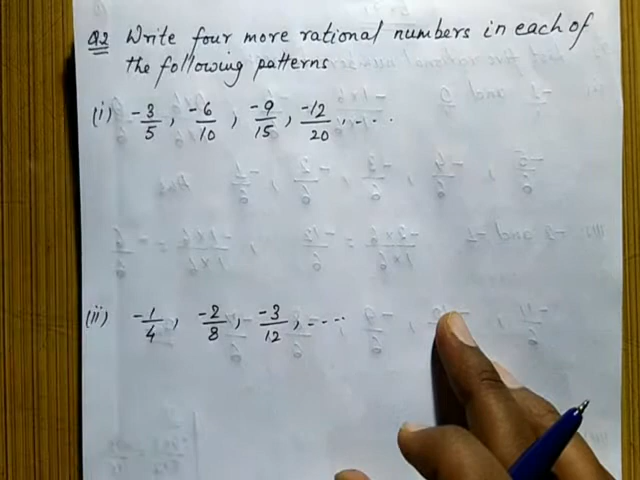 Q2 Write four more rational numbers in each of
the following patterns
(i) -3/5, -6/10, -9/15, -12/20, ....
(ii) -1/4, -2/8, -3/12, ....